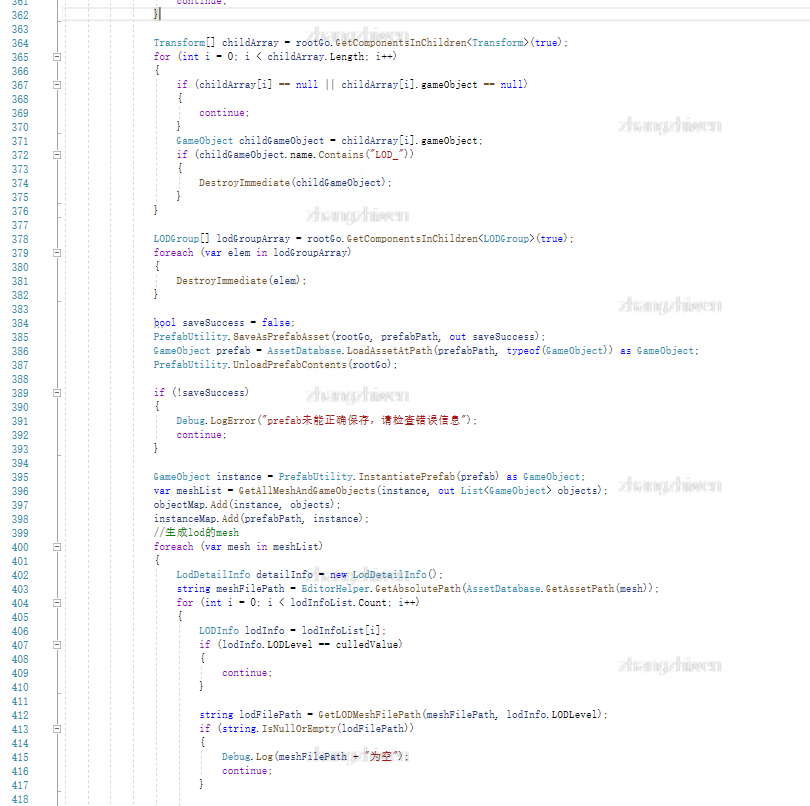 361 continue;
362 }
363
364 Transform[] childArray = rootGo.GetComponentsInChildren<Transform>(true);
365 for (int i = 0; i < childArray.Length; i++)
366 {
367 if (childArray[i] == null || childArray[i].gameObject == null)
368 {
369 continue;
370 }
371 GameObject childGameObject = childArray[i].gameObject;
372 if (childGameObject.name.Contains("LOD_"))
373 {
374 DestroyImmediate(childGameObject);
375 }
376 }
377
378 LODGroup[] lodGroupArray = rootGo.GetComponentsInChildren<LODGroup>(true);
379 foreach (var elem in lodGroupArray)
380 {
381 DestroyImmediate(elem);
382 }
383
384 bool saveSuccess = false;
385 PrefabUtility.SaveAsPrefabAsset(rootGo, prefabPath, out saveSuccess);
386 GameObject prefab = AssetDatabase.LoadAssetAtPath(prefabPath, typeof(GameObject)) as GameObject;
387 PrefabUtility.UnloadPrefabContents(rootGo);
388
389 if (!saveSuccess)
390 {
391 Debug.LogError("prefab未能正确保存，请检查错误信息");
392 continue;
393 }
394
395 GameObject instance = PrefabUtility.InstantiatePrefab(prefab) as GameObject;
396 var meshList = GetAllMeshAndGameObjects(instance, out List<GameObject> objects);
397 objectMap.Add(instance, objects);
398 instanceMap.Add(prefabPath, instance);
399 //生成lod的mesh
400 foreach (var mesh in meshList)
401 {
402 LodDetailInfo detailInfo = new LodDetailInfo();
403 string meshFilePath = EditorHelper.GetAbsolutePath(AssetDatabase.GetAssetPath(mesh));
404 for (int i = 0; i < lodInfoList.Count; i++)
405 {
406 LODInfo lodInfo = lodInfoList[i];
407 if (lodInfo.LODLevel == culledValue)
408 {
409 continue;
410 }
411
412 string lodFilePath = GetLODMeshFilePath(meshFilePath, lodInfo.LODLevel);
413 if (string.IsNullOrEmpty(lodFilePath))
414 {
415 Debug.Log(meshFilePath + "为空");
416 continue;
417 }
418
zhangzhiwen
zhangzhiwen
zhangzhiwen
zhangzhiwen
zhangzhiwen
zhangzhiwen
zhangzhiwen
zhangzhiwen
zhangzhiwen